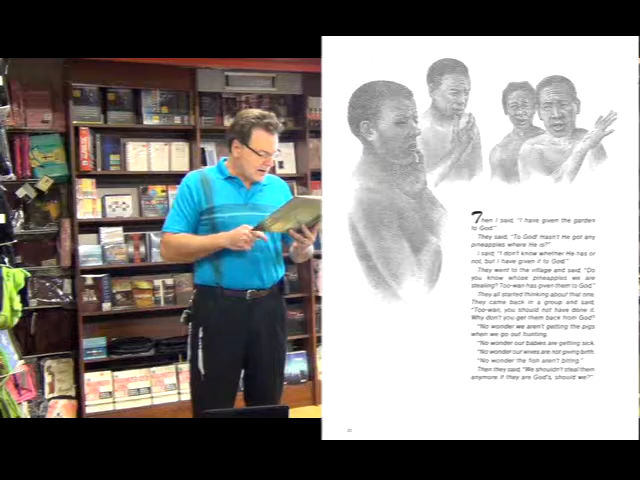 Then I said, "I have given the garden
to God."
They said, "To God! Hasn't He got any
pineapples where He is?"
I said, "I don't know whether He has or
not, but I have given it to God."
They went to the village and said, "Do
you know whose pineapples we are
stealing? Too-wan has given them to God."
They all started thinking about that one.
They came back in a group and said,
"Too-wan, you should not have done it.
Why don't you get them back from God?
"No wonder we aren't getting the pigs
when we go out hunting.
"No wonder our babies are getting sick.
"No wonder our wives are not giving birth.
"No wonder the fish aren't biting."
Then they said, "We shouldn't steal them
anymore if they are God's, should we?"